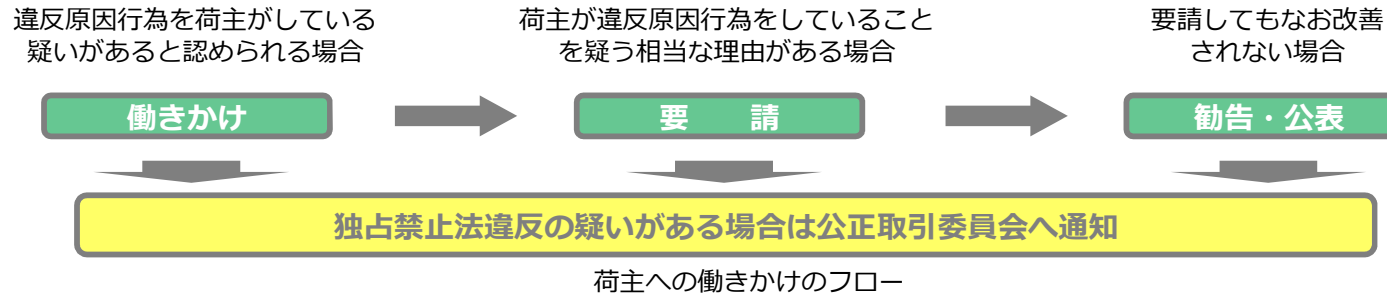 違反原因行為を荷主がしている
疑いがあると認められる場合
荷主が違反原因行為をしていること
を疑う相当な理由がある場合
要請してもなお改善
されない場合
働きかけ
要 請
勧告・公表
独占禁止法違反の疑いがある場合は公正取引委員会へ通知
荷主への働きかけのフロー